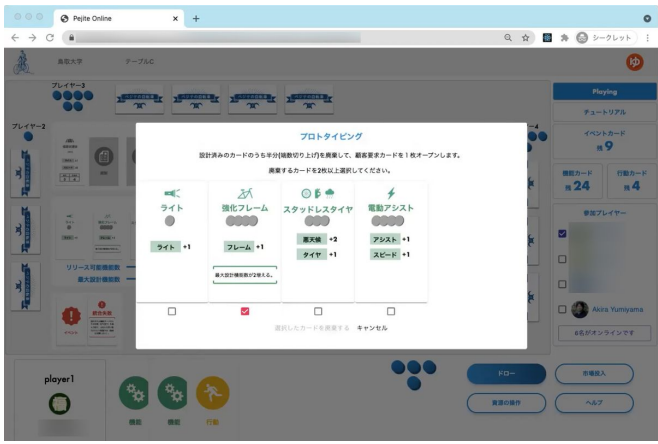 Pejite Online
シークレット
鳥取大学
テーブルC
ゆ
プレイヤー3
プレイヤー2
リリース可能機能数
最大設計機能数
イベント
プロトタイピング
設計済みのカードのうち半分(端数切り上げ)を廃棄して、顧客要求カードを1枚オープンします。
廃棄するカードを2枚以上選択してください。
ライト
強化フレーム
スタッドレスタイヤ
電動アシスト
ライト +1
フレーム +1
悪天候 +2
タイヤ +1
アシスト +1
スピード +1
最大設計機能数が2増える。
選択したカードを廃棄する
キャンセル
Playing
チュートリアル
イベントカード
残 9
機能カード
残 24
行動カード
残 4
参加プレイヤー
Akira Yumiyama
6名がオンラインです
player1
機能
機能
行動
ドロー
市場投入
資源の操作
ヘルプ